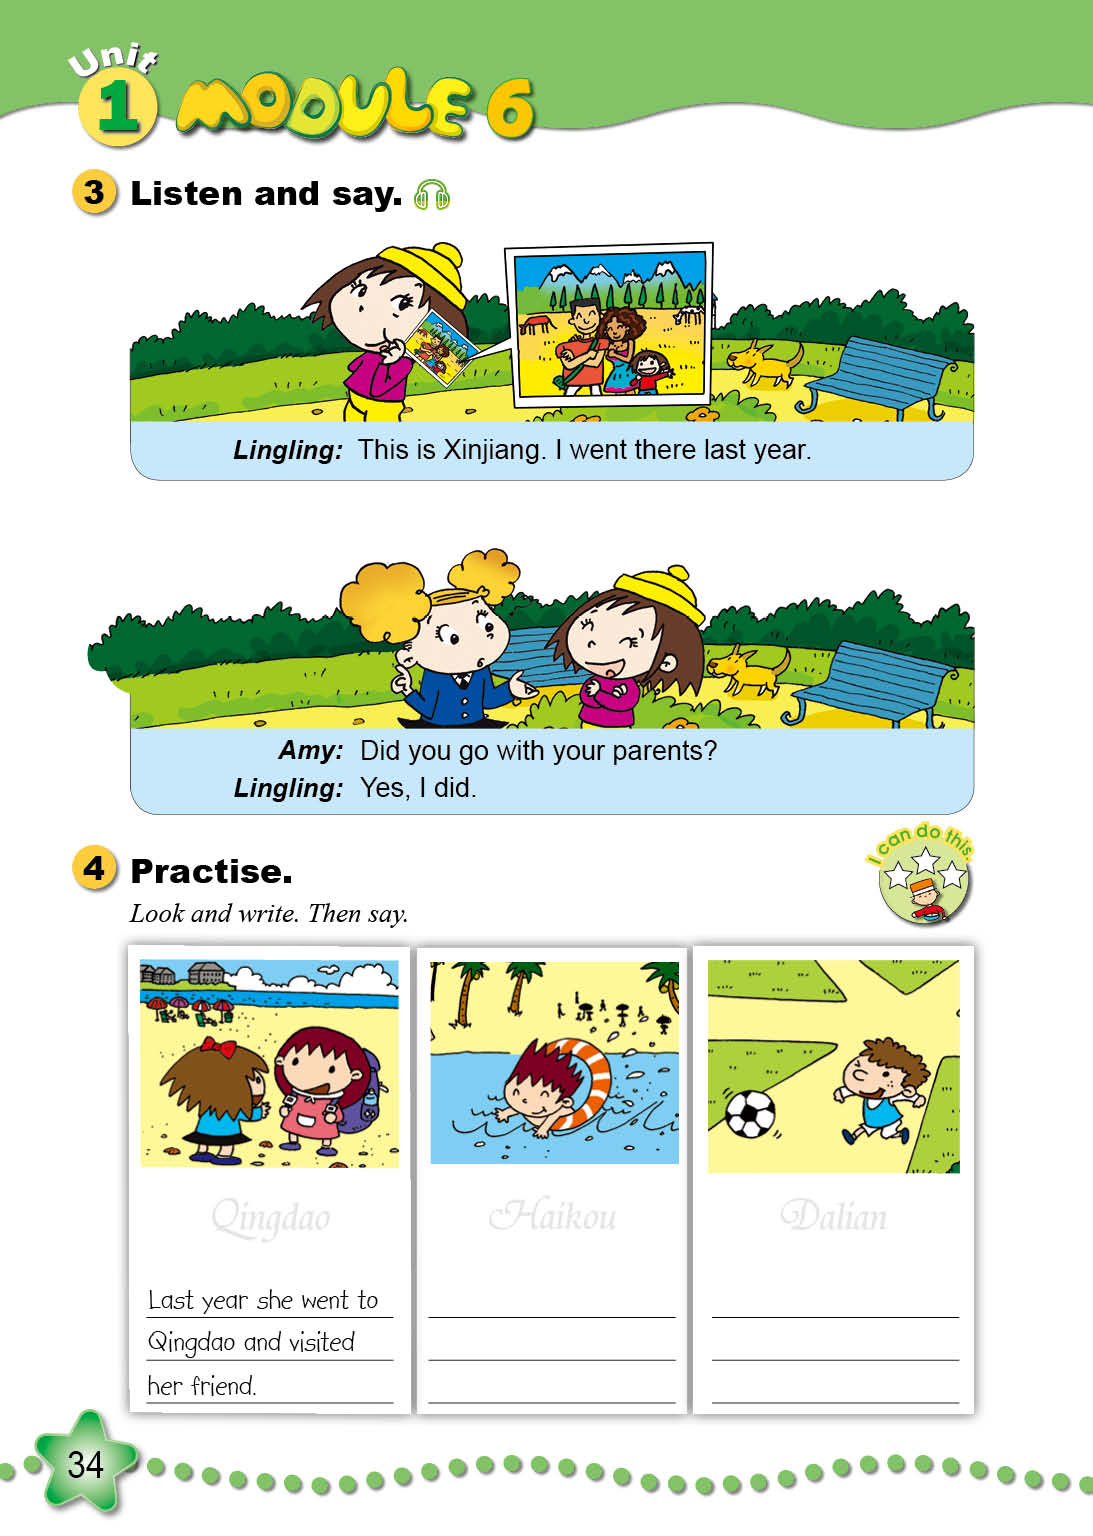 Unit
1 MODULE 6
3 Listen and say.
Lingling: This is Xinjiang. I went there last year.
Amy: Did you go with your parents?
Lingling: Yes, I did.
I can do this.
4 Practise.
Look and write. Then say.
Qingdao
Last year she went to
Qingdao and visited
her friend.
Haikou
Dalian
34